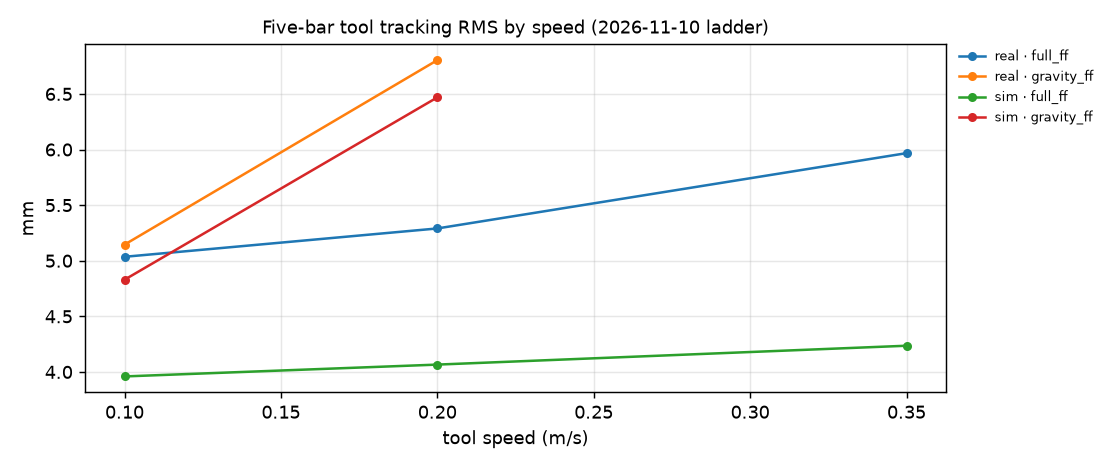 Five-bar tool tracking RMS by speed (2026-11-10 ladder)
real · full_ff
real · gravity_ff
sim · full_ff
sim · gravity_ff
mm
6.5
6.0
5.5
5.0
4.5
4.0
0.10 0.15 0.20 0.25 0.30 0.35
tool speed (m/s)